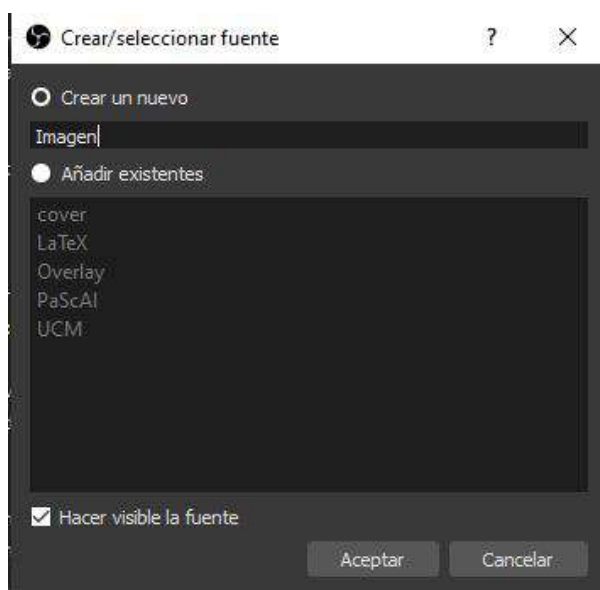 Crear/seleccionar fuente ? ×
Crear un nuevo
Imagen
Añadir existentes
cover
LaTeX
Overlay
PaScAl
UCM
Hacer visible la fuente
Aceptar Cancelar